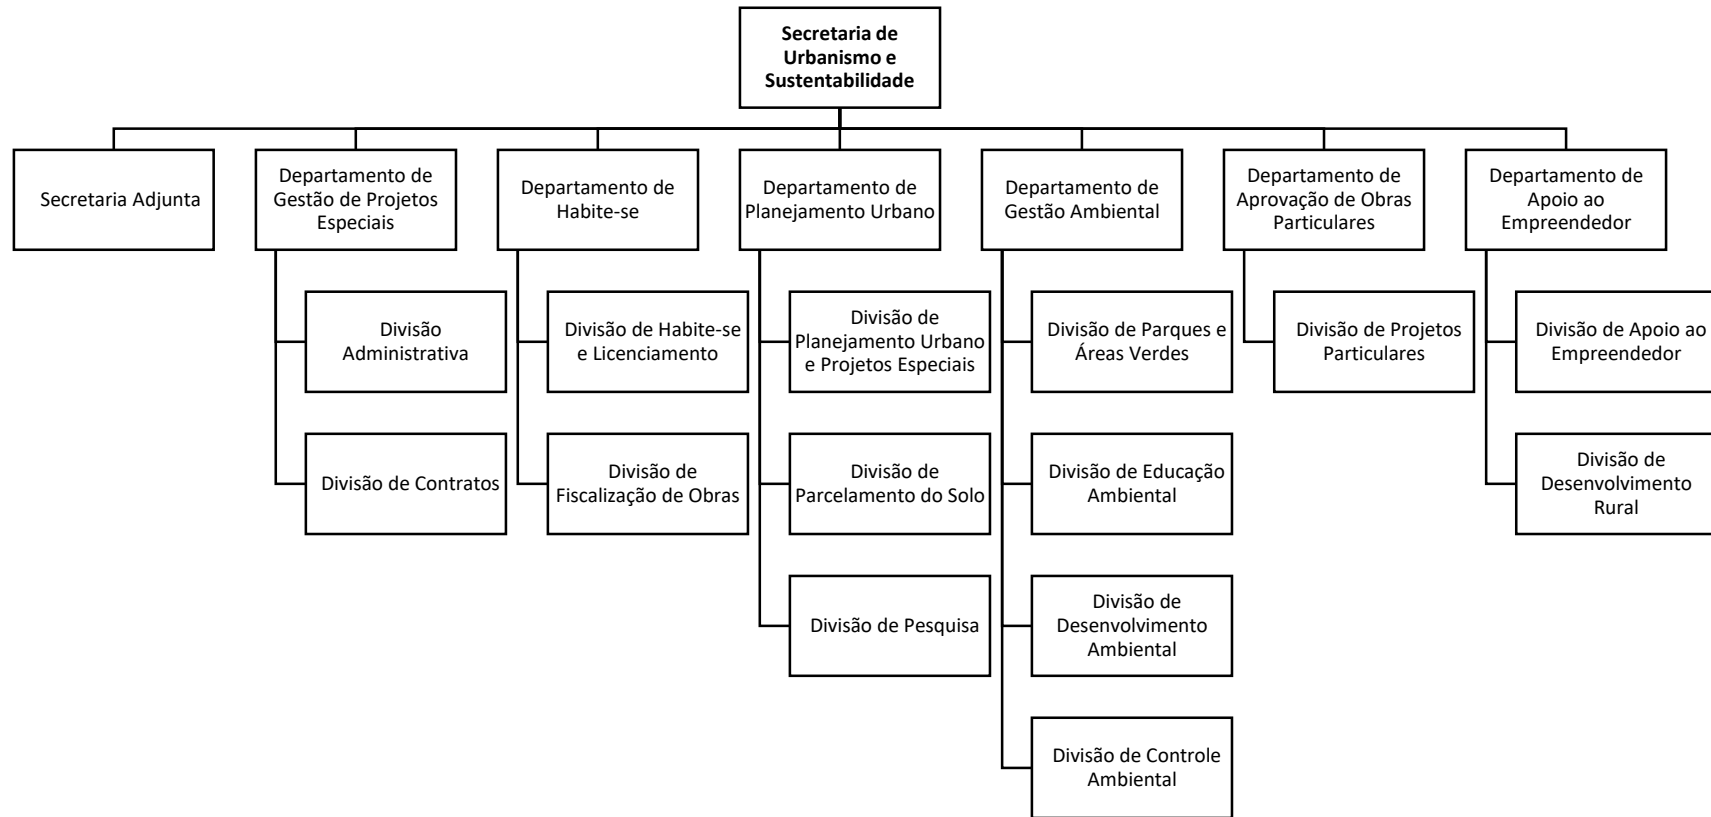 Secretaria de
Urbanismo e
Sustentabilidade
Secretaria Adjunta
Departamento de
Gestão de Projetos
Especiais
Departamento de
Habite-se
Departamento de
Planejamento Urbano
Departamento de
Gestão Ambiental
Departamento de
Aprovação de Obras
Particulares
Departamento de
Apoio ao
Empreendedor
Divisão
Administrativa
Divisão de Habite-se
e Licenciamento
Divisão de
Planejamento Urbano
e Projetos Especiais
Divisão de Parques e
Áreas Verdes
Divisão de Projetos
Particulares
Divisão de Apoio ao
Empreendedor
Divisão de Contratos
Divisão de
Fiscalização de Obras
Divisão de
Parcelamento do Solo
Divisão de Educação
Ambiental
Divisão de
Desenvolvimento
Rural
Divisão de Pesquisa
Divisão de
Desenvolvimento
Ambiental
Divisão de Controle
Ambiental